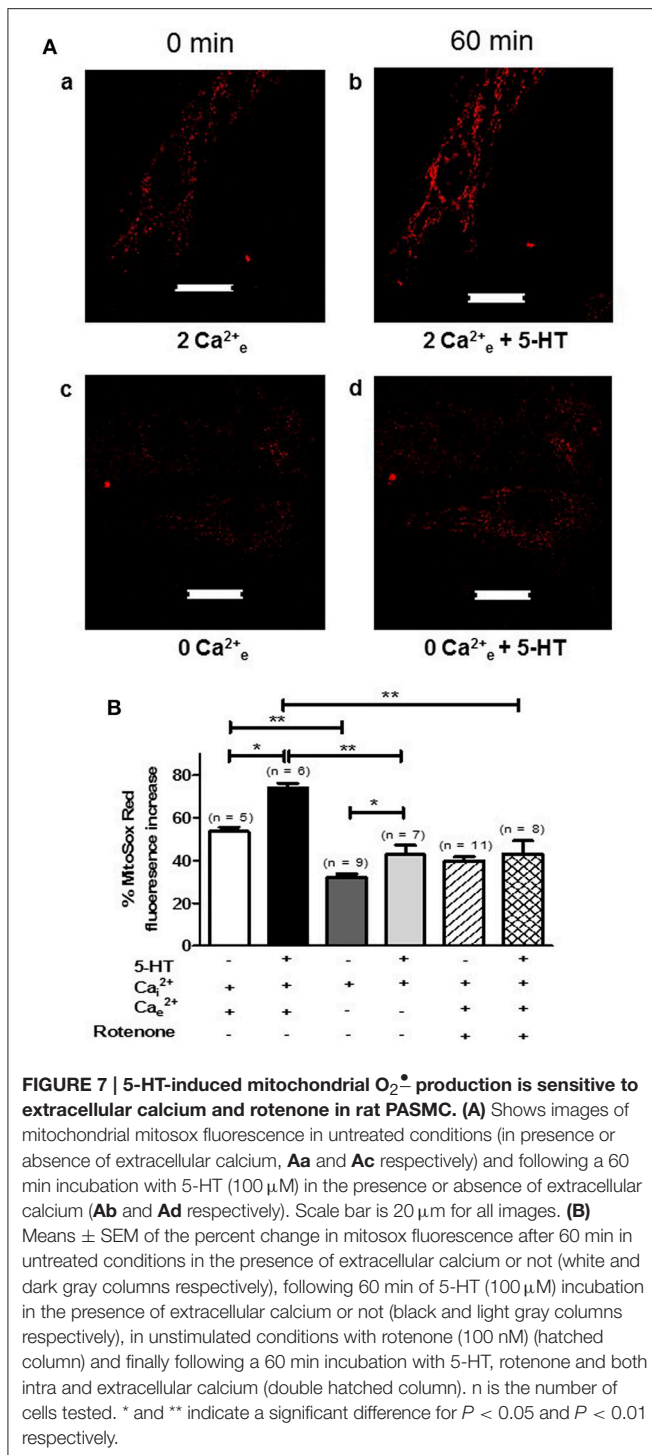 0 min 60 min
A
a b
2 Ca²⁺ₑ 2 Ca²⁺ₑ + 5-HT
c d
0 Ca²⁺ₑ 0 Ca²⁺ₑ + 5-HT
B
**
**
* **
*
(n = 5) (n = 6) (n = 9) (n = 7) (n = 11) (n = 8)
% MitoSox Red
fluoeresence increase
80
60
40
20
0
5-HT - + - + - +
Caᵢ²⁺ + + + + + +
Caₑ²⁺ + + - - + +
Rotenone - - - - + +
FIGURE 7 | 5-HT-induced mitochondrial O₂•− production is sensitive to
extracellular calcium and rotenone in rat PASMC. (A) Shows images of
mitochondrial mitosox fluorescence in untreated conditions (in presence or
absence of extracellular calcium, Aa and Ac respectively) and following a 60
min incubation with 5-HT (100 μM) in the presence or absence of extracellular
calcium (Ab and Ad respectively). Scale bar is 20 μm for all images. (B)
Means ± SEM of the percent change in mitosox fluorescence after 60 min in
untreated conditions in the presence of extracellular calcium or not (white and
dark gray columns respectively), following 60 min of 5-HT (100 μM) incubation
in the presence of extracellular calcium or not (black and light gray columns
respectively), in unstimulated conditions with rotenone (100 nM) (hatched
column) and finally following a 60 min incubation with 5-HT, rotenone and both
intra and extracellular calcium (double hatched column). n is the number of
cells tested. * and ** indicate a significant difference for P < 0.05 and P < 0.01
respectively.